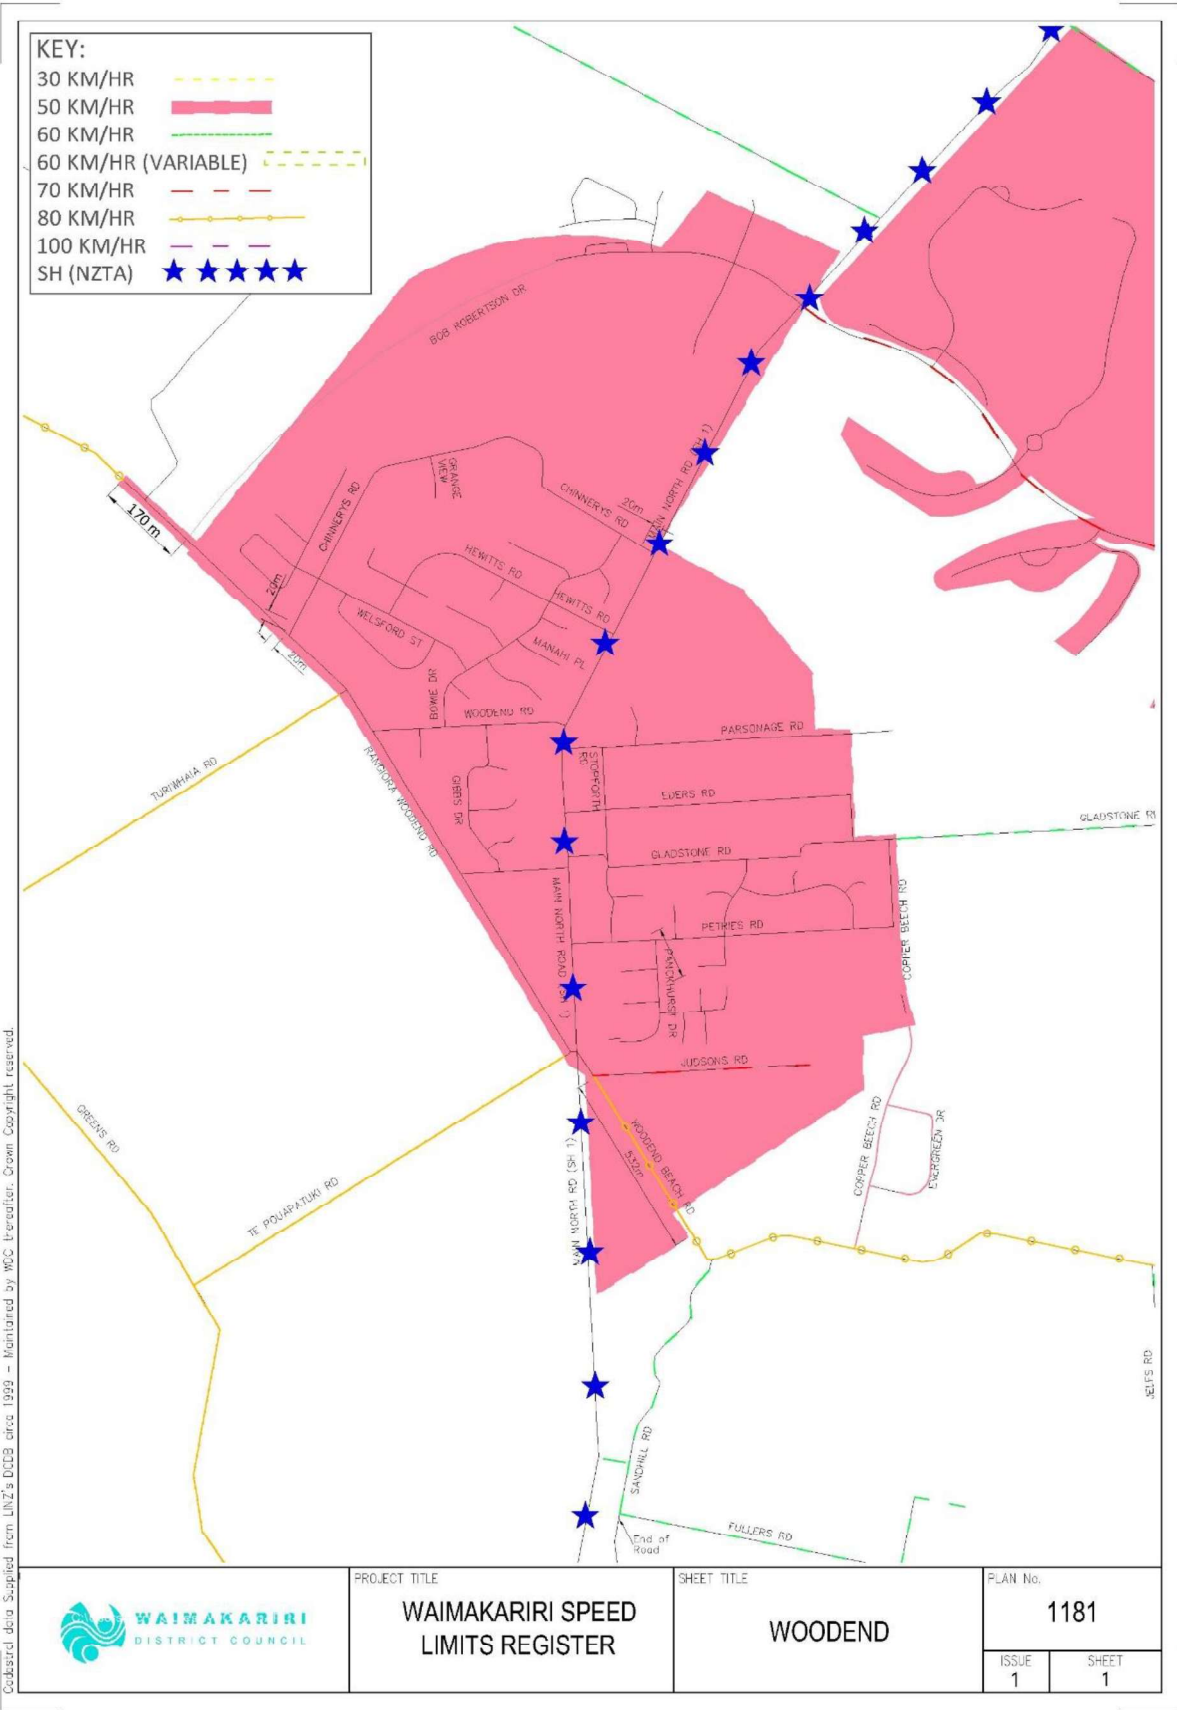 KEY:
30 KM/HR
50 KM/HR
60 KM/HR
60 KM/HR (VARIABLE)
70 KM/HR
80 KM/HR
100 KM/HR
SH (NZTA)
BOB ROBERTSON DR
170 m
GRANGE
VIEW
CHINNERYS RD
CHINNERYS RD
20m
MAIN NORTH RD (SH 1)
HEWITTS RD
HEWITTS RD
20m
WELSFORD ST
MANAHI PL
20m
BOWIE DR
WOODEND RD
PARSONAGE RD
STOPFORTH
RD
TURIWHAIA RD
RANGIORA WOODEND RD
GIBBS DR
EDERS RD
GLADSTONE RD
GLADSTONE RD
MAIN NORTH ROAD (SH 1)
COPPER BEECH RD
PETRIES RD
PANCKHURST DR
JUDSONS RD
GREENS RD
TE POUAPATUKI RD
MAIN NORTH RD (SH 1)
WOODEND BEACH RD
532m
COPPER BEECH RD
EVERGREEN DR
JELFS RD
SANDHILL RD
FULLERS RD
End of
Road
Cadastral data Supplied from LINZ's DCDB circa 1999 - Maintained by WDC thereafter. Crown Copyright reserved.
WAIMAKARIRI
DISTRICT COUNCIL
PROJECT TITLE
WAIMAKARIRI SPEED
LIMITS REGISTER
SHEET TITLE
WOODEND
PLAN No.
1181
ISSUE
1
SHEET
1